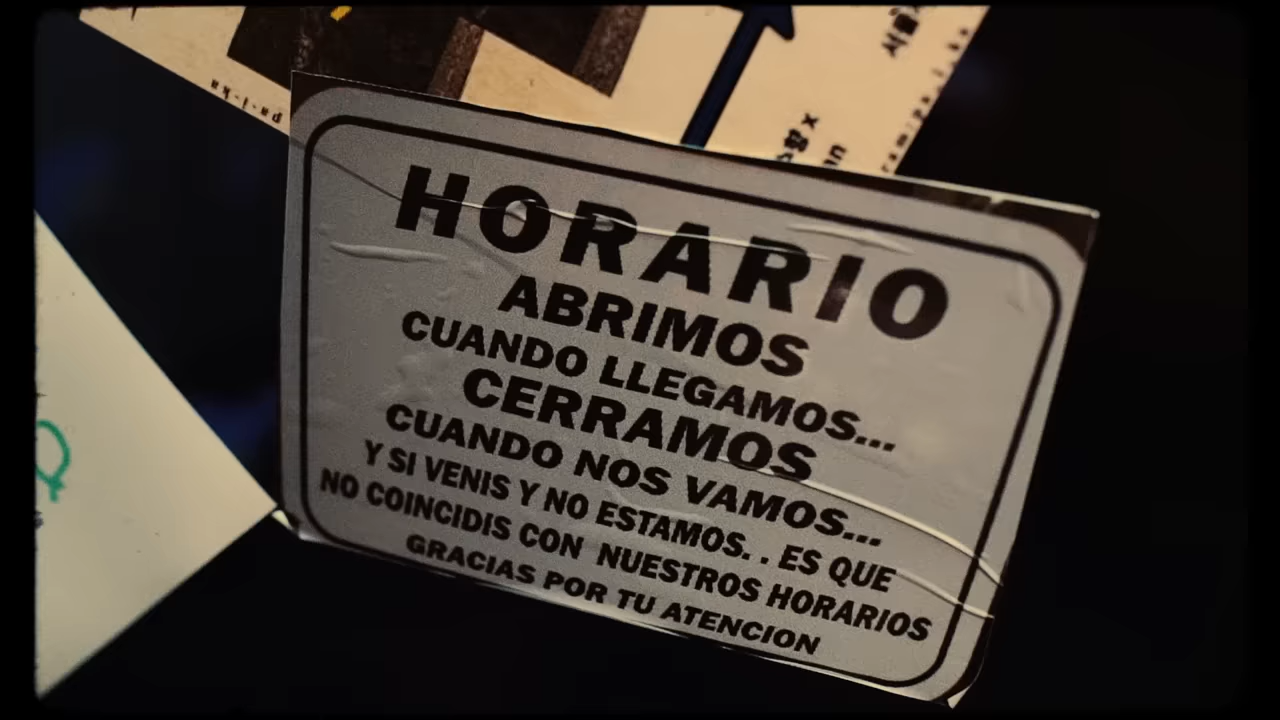 HORARIO
ABRIMOS
CUANDO LLEGAMOS...
CERRAMOS
CUANDO NOS VAMOS...
Y SI VENIS Y NO ESTAMOS. . ES QUE
NO COINCIDIS CON NUESTROS HORARIOS
GRACIAS POR TU ATENCION